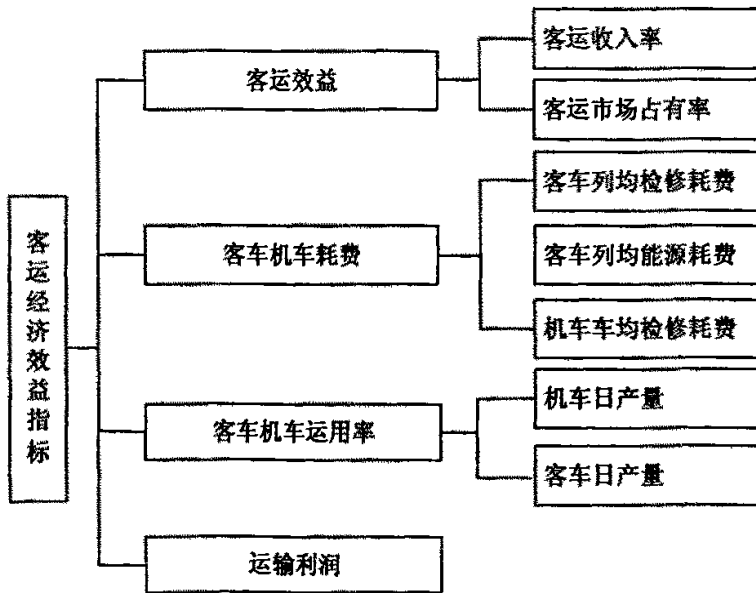 客运经济效益指标
客运效益
客运收入率
客运市场占有率
客车机车耗费
客车列均检修耗费
客车列均能源耗费
机车车均检修耗费
客车机车运用率
机车日产量
客车日产量
运输利润